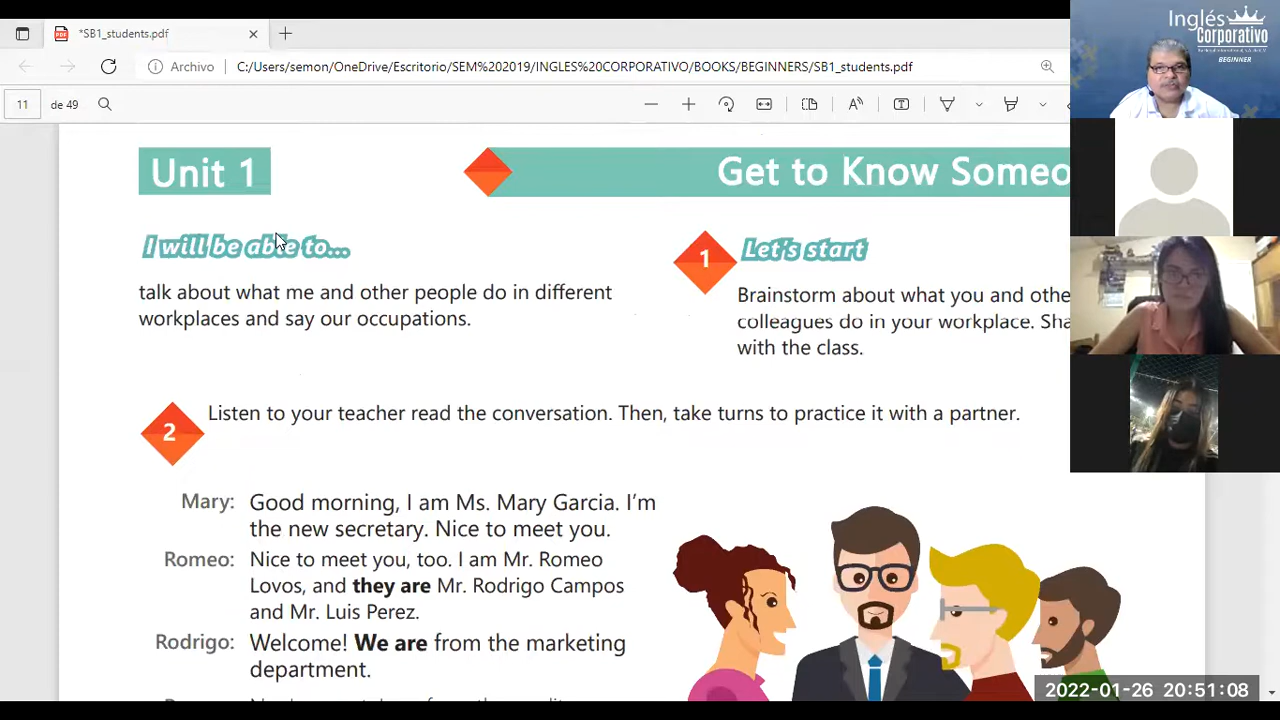 *SB1_students.pdf
Archivo
C:/Users/semon/OneDrive/Escritorio/SEM%202019/INGLES%20CORPORATIVO/BOOKS/BEGINNERS/SB1_students.pdf
11
de 49
Inglés
Corporativo
BEGINNER
Unit 1
Get to Know Someo
I will be able to...
talk about what me and other people do in different
workplaces and say our occupations.
1
Let's start
Brainstorm about what you and othe
colleagues do in your workplace. Sha
with the class.
2
Listen to your teacher read the conversation. Then, take turns to practice it with a partner.
Mary: Good morning, I am Ms. Mary Garcia. I'm
the new secretary. Nice to meet you.
Romeo: Nice to meet you, too. I am Mr. Romeo
Lovos, and they are Mr. Rodrigo Campos
and Mr. Luis Perez.
Rodrigo: Welcome! We are from the marketing
department.
2022-01-26 20:51:08